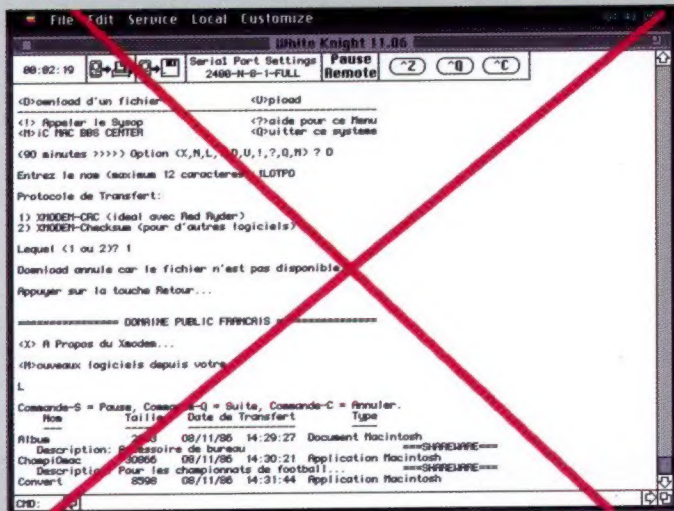 File Edit Service Local Customize
White Knight 11.06
00:02:19
Serial Port Settings
2400-N-8-1-FULL
Pause
Remote
^Z ^Q ^C
<D>ownload d'un fichier <U>pload
<!> Appeler le Sysop <?>aide pour ce Menu
<M>iC MAC BBS CENTER <Q>uitter ce systeme
<90 minutes >>>>> Option (X,N,L, D,U,!,?,Q,M) ? D
Entrez le nom (maximum 12 caracteres
Protocole de Transfert:
1) XMODEM-CRC (ideal avec Red Ryder)
2) XMODEM-Checksum (pour d'autres logiciels)
Lequel (1 ou 2)? 1
Download annule car le fichier n'est pas disponible
Appuyer sur la touche Retour...
=============== DOMAINE PUBLIC FRANCAIS ===============
<X> A Propos du Xmodem...
<N>ouveaux logiciels depuis votre
L
Commande-S = Pause, Commande-Q = Suite, Commande-C = Annuler.
Nom Taille Date de Transfert Type
Album 08/11/86 14:29:27 Document Macintosh
Description: Accessoire de bureau ===SHAREWARE===
ChampiOmac 30866 08/11/86 14:30:21 Application Macintosh
Description: Pour les championnats de football... ===SHAREWARE===
Convert 8598 08/11/86 14:31:44 Application Macintosh
CMD: